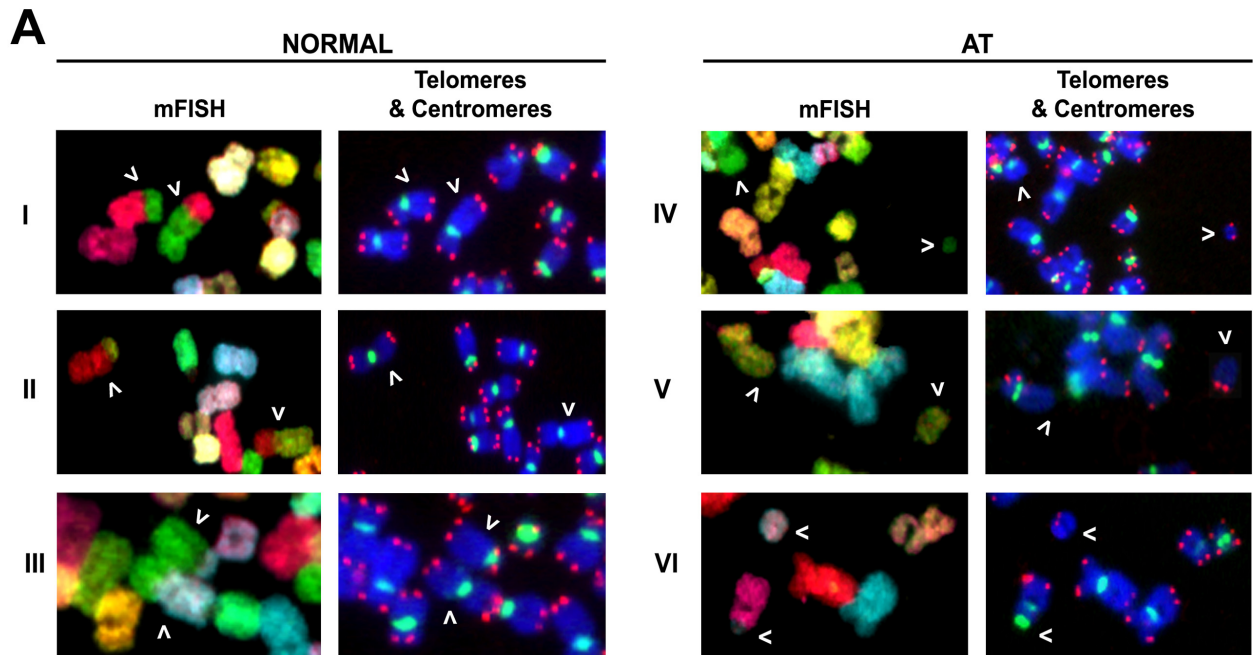 A
NORMAL
AT
mFISH
Telomeres
& Centromeres
mFISH
Telomeres
& Centromeres
I
IV
II
V
III
VI